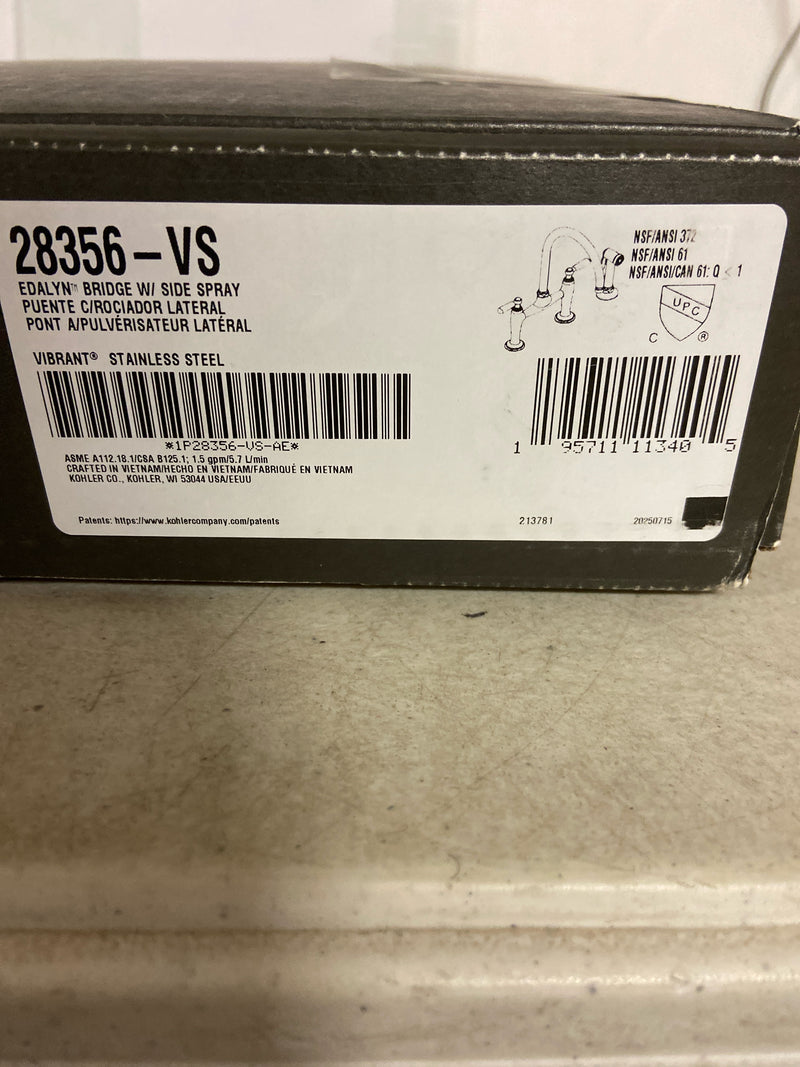 28356-VS
EDALYN™ BRIDGE W/ SIDE SPRAY
PUENTE C/ROCIADOR LATERAL
PONT A/PULVÉRISATEUR LATÉRAL
VIBRANT® STAINLESS STEEL
*1P28356-VS-AE*
ASME A112.18.1/CSA B125.1; 1.5 gpm/5.7 L/min
CRAFTED IN VIETNAM/HECHO EN VIETNAM/FABRIQUÉ EN VIETNAM
KOHLER CO., KOHLER, WI 53044 USA/EEUU
Patents: https://www.kohlercompany.com/patents
NSF/ANSI 372
NSF/ANSI 61
NSF/ANSI/CAN 61: Q < 1
UPC
C ®
1 95711 11340 5
213781
20250715